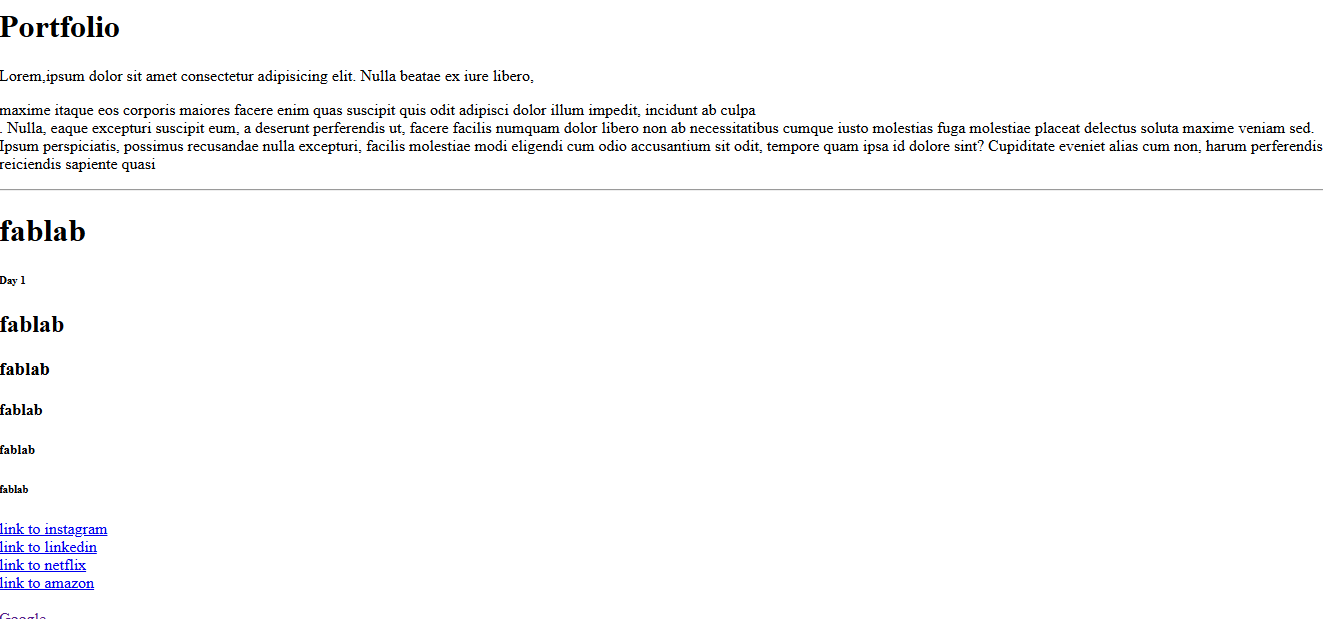 Portfolio
Lorem,ipsum dolor sit amet consectetur adipisicing elit. Nulla beatae ex iure libero,
maxime itaque eos corporis maiores facere enim quas suscipit quis odit adipisci dolor illum impedit, incidunt ab culpa
. Nulla, eaque excepturi suscipit eum, a deserunt perferendis ut, facere facilis numquam dolor libero non ab necessitatibus cumque iusto molestias fuga molestiae placeat delectus soluta maxime veniam sed.
Ipsum perspiciatis, possimus recusandae nulla excepturi, facilis molestiae modi eligendi cum odio accusantium sit odit, tempore quam ipsa id dolore sint? Cupiditate eveniet alias cum non, harum perferendis
reiciendis sapiente quasi
fablab
Day 1
fablab
fablab
fablab
fablab
fablab
link to instagram
link to linkedin
link to netflix
link to amazon
Google